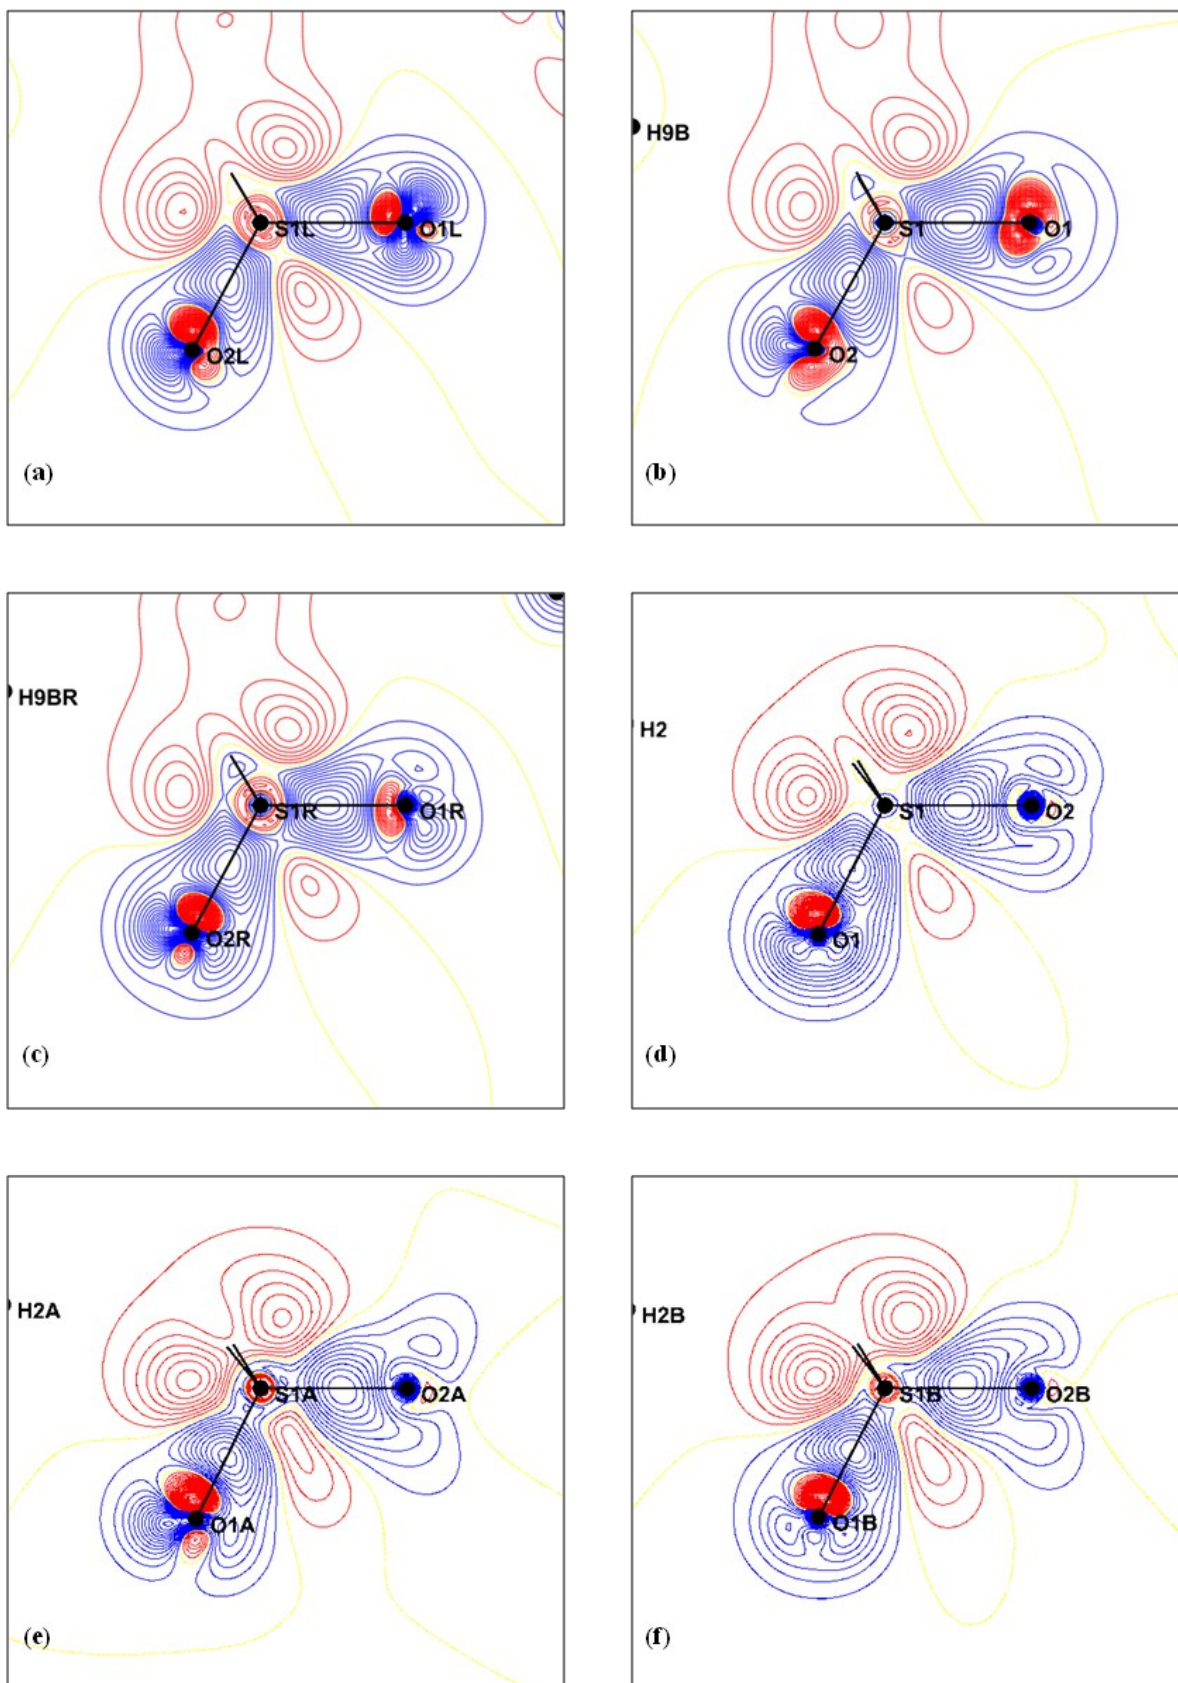 S1L
O1L
O2L
(a)
H9B
S1
O1
O2
(b)
H9BR
S1R
O1R
O2R
(c)
H2
S1
O2
O1
(d)
H2A
S1A
O2A
O1A
(e)
H2B
S1B
O2B
O1B
(f)